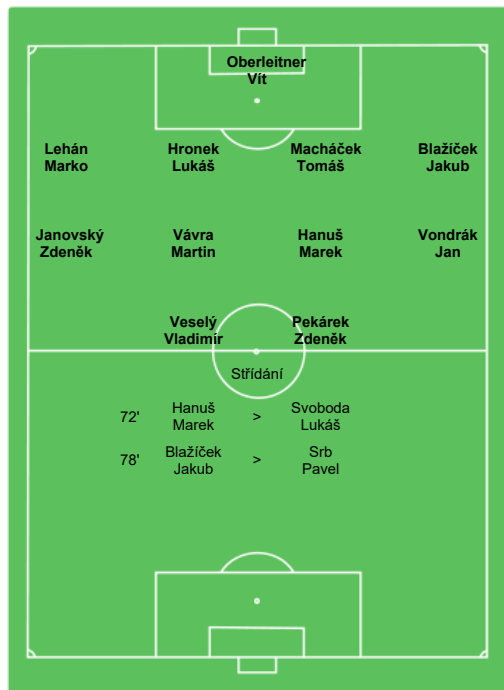 Oberleitner
Vít
Lehán Hronek Macháček Blažíček
Marko Lukáš Tomáš Jakub
Janovský Vávra Hanuš Vondrák
Zdeněk Martin Marek Jan
Veselý Pekárek
Vladimír Zdeněk
Střídání
72' Hanuš Marek > Svoboda Lukáš
78' Blažíček Jakub > Srb Pavel